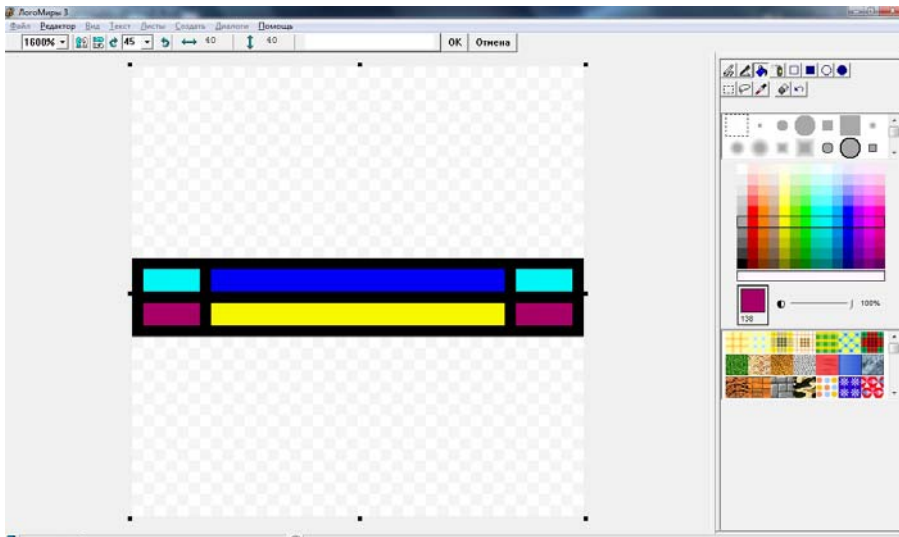 ЛогоМиры 3
Файл Редактор Вид Текст Листы Создать Диалоги Помощь
1600% 45 40 40 OK Отмена
100%
138